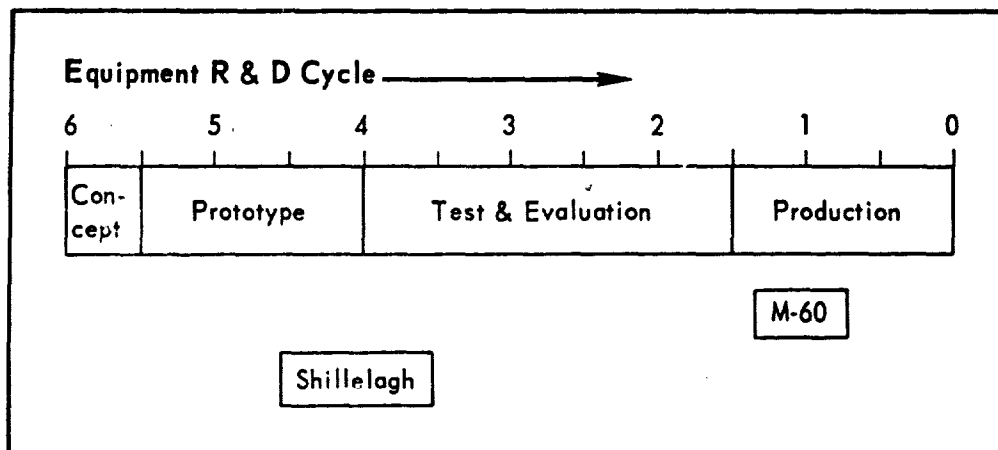 Equipment R & D Cycle
6 5 4 3 2 1 0
Con-
cept
Prototype
Test & Evaluation
Production
M-60
Shillelagh